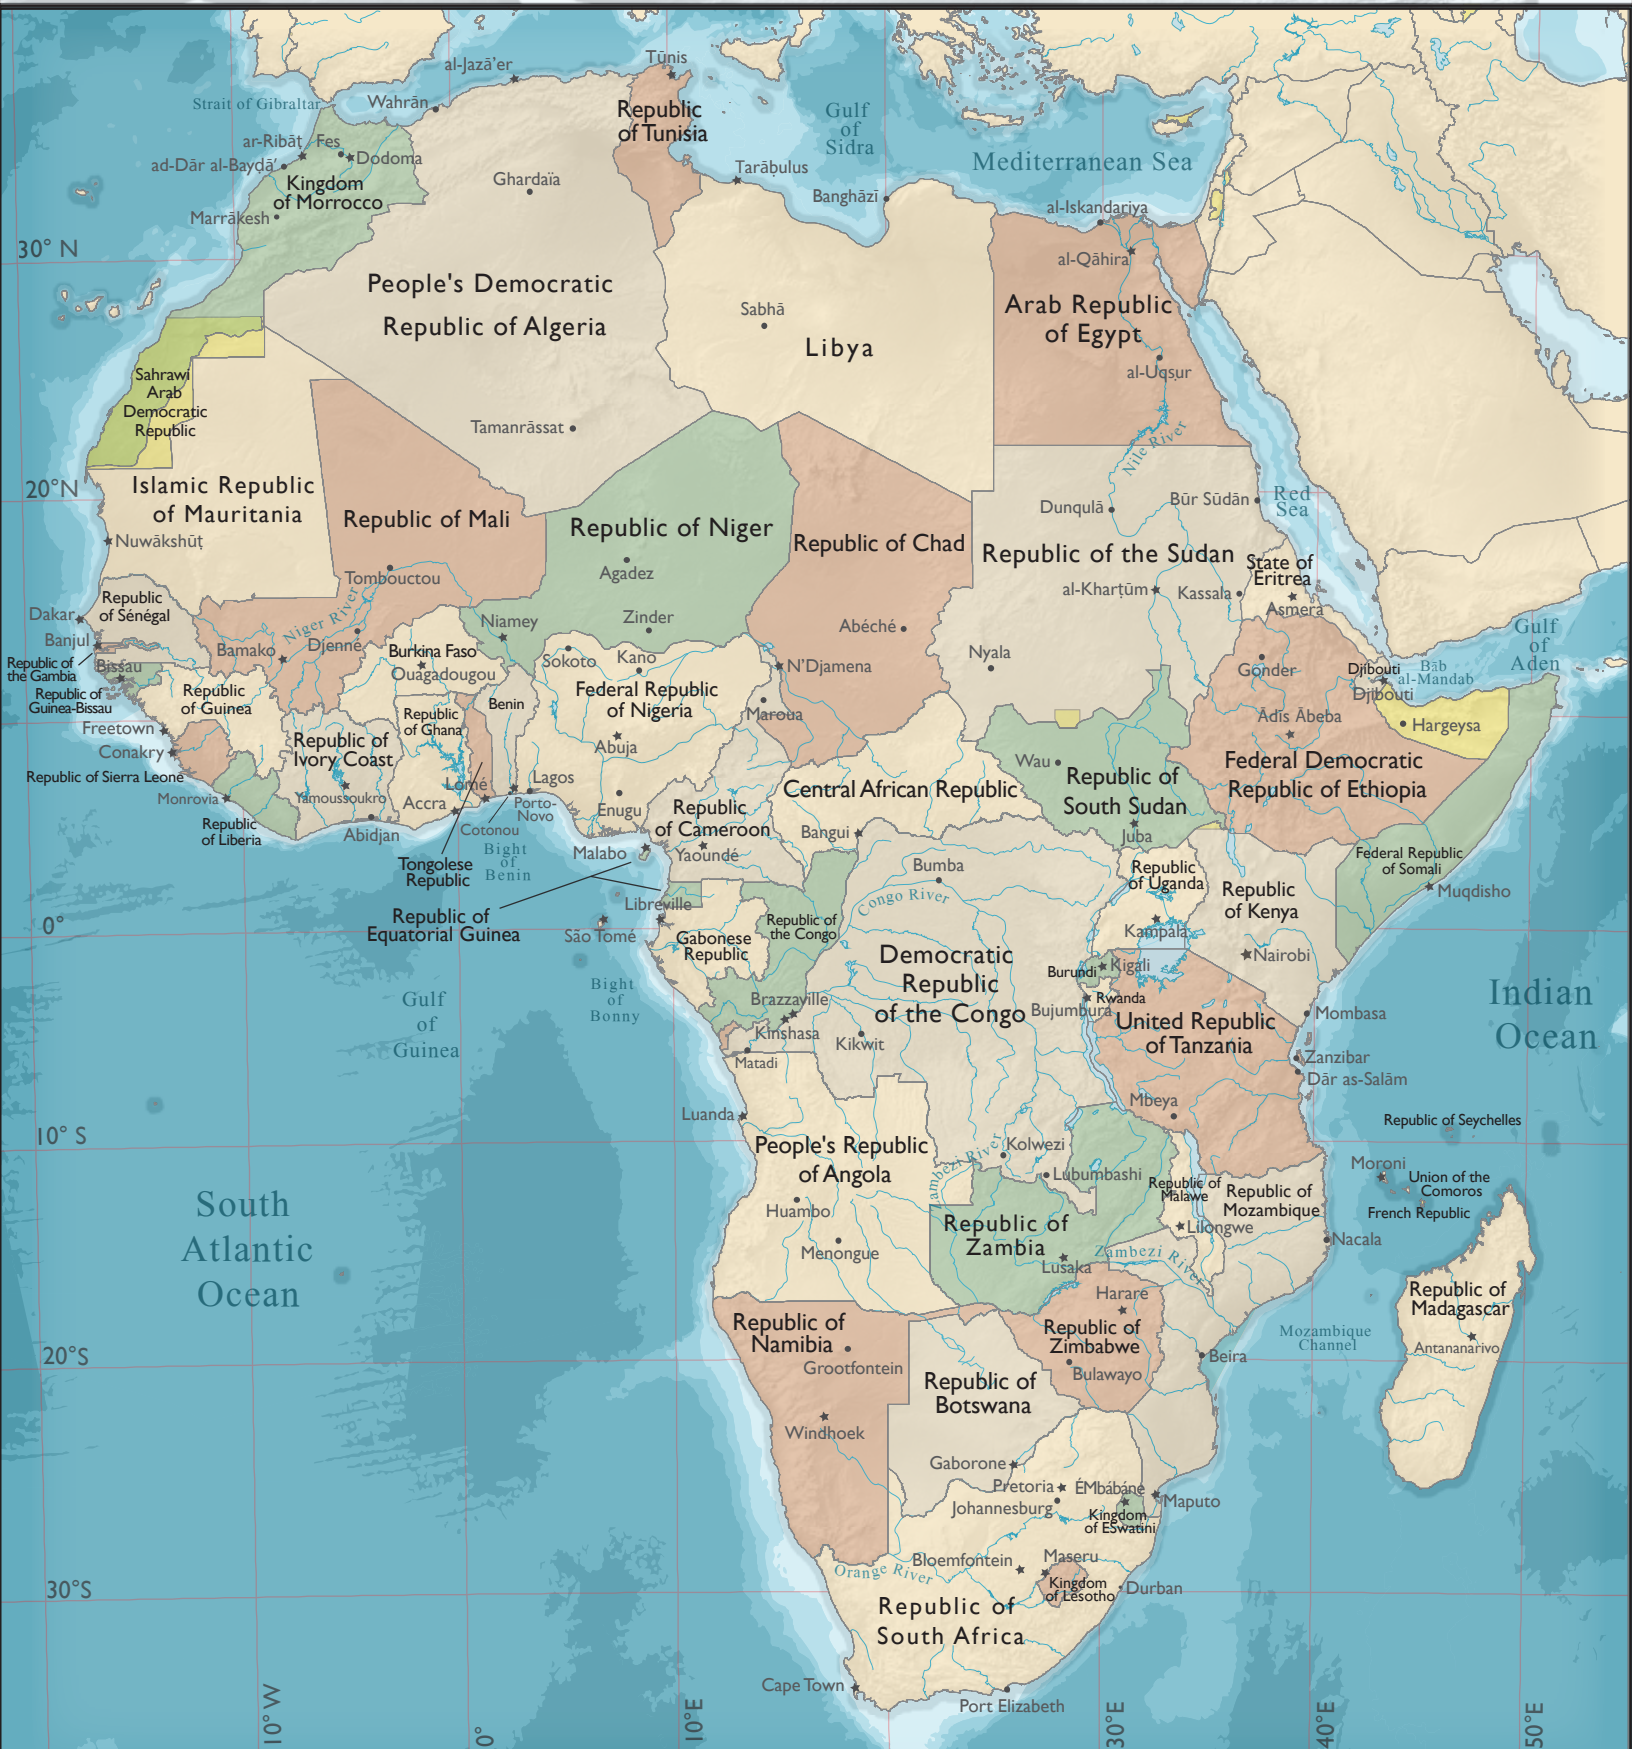 Tūnis
al-Jazā'er
Strait of Gibraltar
Wahrān
Republic
of Tunisia
Gulf
of
Sidra
ar-Ribāṭ
Fes
Dodoma
ad-Dār al-Bayḍā'
Kingdom
of Morrocco
Marrākesh
Ghardaïa
Tarāḅulus
Banghāzī
Mediterranean Sea
al-Iskandariya
al-Qāhira
30° N
People's Democratic
Republic of Algeria
Sabhā
Libya
Arab Republic
of Egypt
al-Uqsur
Sahrawi
Arab
Democratic
Republic
Tamanrāssat
Nile River
20°N
Islamic Republic
of Mauritania
Nuwākshūṭ
Republic of Mali
Tombouctou
Republic of Niger
Agadez
Zinder
Republic of Chad
Abéché
Dunqulā
Būr Sūdān
Red
Sea
Republic of the Sudan
al-Kharṭūm
Kassala
State of
Eritrea
Asmera
Nyala
Republic
of Sénégal
Dakar
Banjul
Republic of
the Gambia
Bissau
Republic of
Guinea-Bissau
Niger River
Bamako
Djenné
Niamey
Burkina Faso
Ouagadougou
Sokoto
Kano
N'Djamena
Gulf
of
Aden
Bāb
al-Mandab
Djibouti
Djibouti
Gönder
Ādīs Ābeba
Hargeysa
Republic
of Guinea
Freetown
Conakry
Republic of Sierra Leone
Monrovia
Republic
of Liberia
Republic of
Ivory Coast
Yamoussoukro
Abidjan
Republic
of Ghana
Accra
Benin
Lomé
Federal Republic
of Nigeria
Maroua
Abuja
Lagos
Porto-
Novo
Cotonou
Enugu
Bight
of
Benin
Tongolese
Republic
Malabo
Republic
of Cameroon
Yaoundé
Central African Republic
Bangui
Wau
Republic of
South Sudan
Juba
Federal Democratic
Republic of Ethiopia
Federal Republic
of Somali
Muqdisho
Republic of
Equatorial Guinea
Libreville
São Tomé
0°
Bumba
Congo River
Republic
of Uganda
Kampala
Republic
of Kenya
Nairobi
Republic of
the Congo
Gabonese
Republic
Democratic
Republic
of the Congo
Burundi
Kigali
Rwanda
Bujumbura
Gulf
of
Guinea
Bight
of
Bonny
Brazzaville
Kinshasa
Kikwit
Matadi
United Republic
of Tanzania
Mombasa
Zanzibar
Dār as-Salām
Mbeya
Indian
Ocean
10° S
Luanda
People's Republic
of Angola
Huambo
Menongue
Zambezi River
Kolwezi
Lubumbashi
Republic of
Malawe
Lilongwe
Republic of
Mozambique
Nacala
Republic of Seychelles
Moroni
Union of the
Comoros
French Republic
South
Atlantic
Ocean
Republic of
Zambia
Lusaka
Zambezi River
Harare
Republic of
Zimbabwe
Bulawayo
Beira
Mozambique
Channel
Republic of
Madagascar
Antananarivo
20°S
Republic of
Namibia
Grootfontein
Windhoek
Republic of
Botswana
Gaborone
Pretoria
Johannesburg
ÉMbábáne
Maputo
Kingdom
of ESwatini
Orange River
Bloemfontein
Maseru
Kingdom
of Lesotho
Durban
30°S
Republic of
South Africa
Cape Town
Port Elizabeth
10° W
0°
10°E
30°E
40°E
50°E